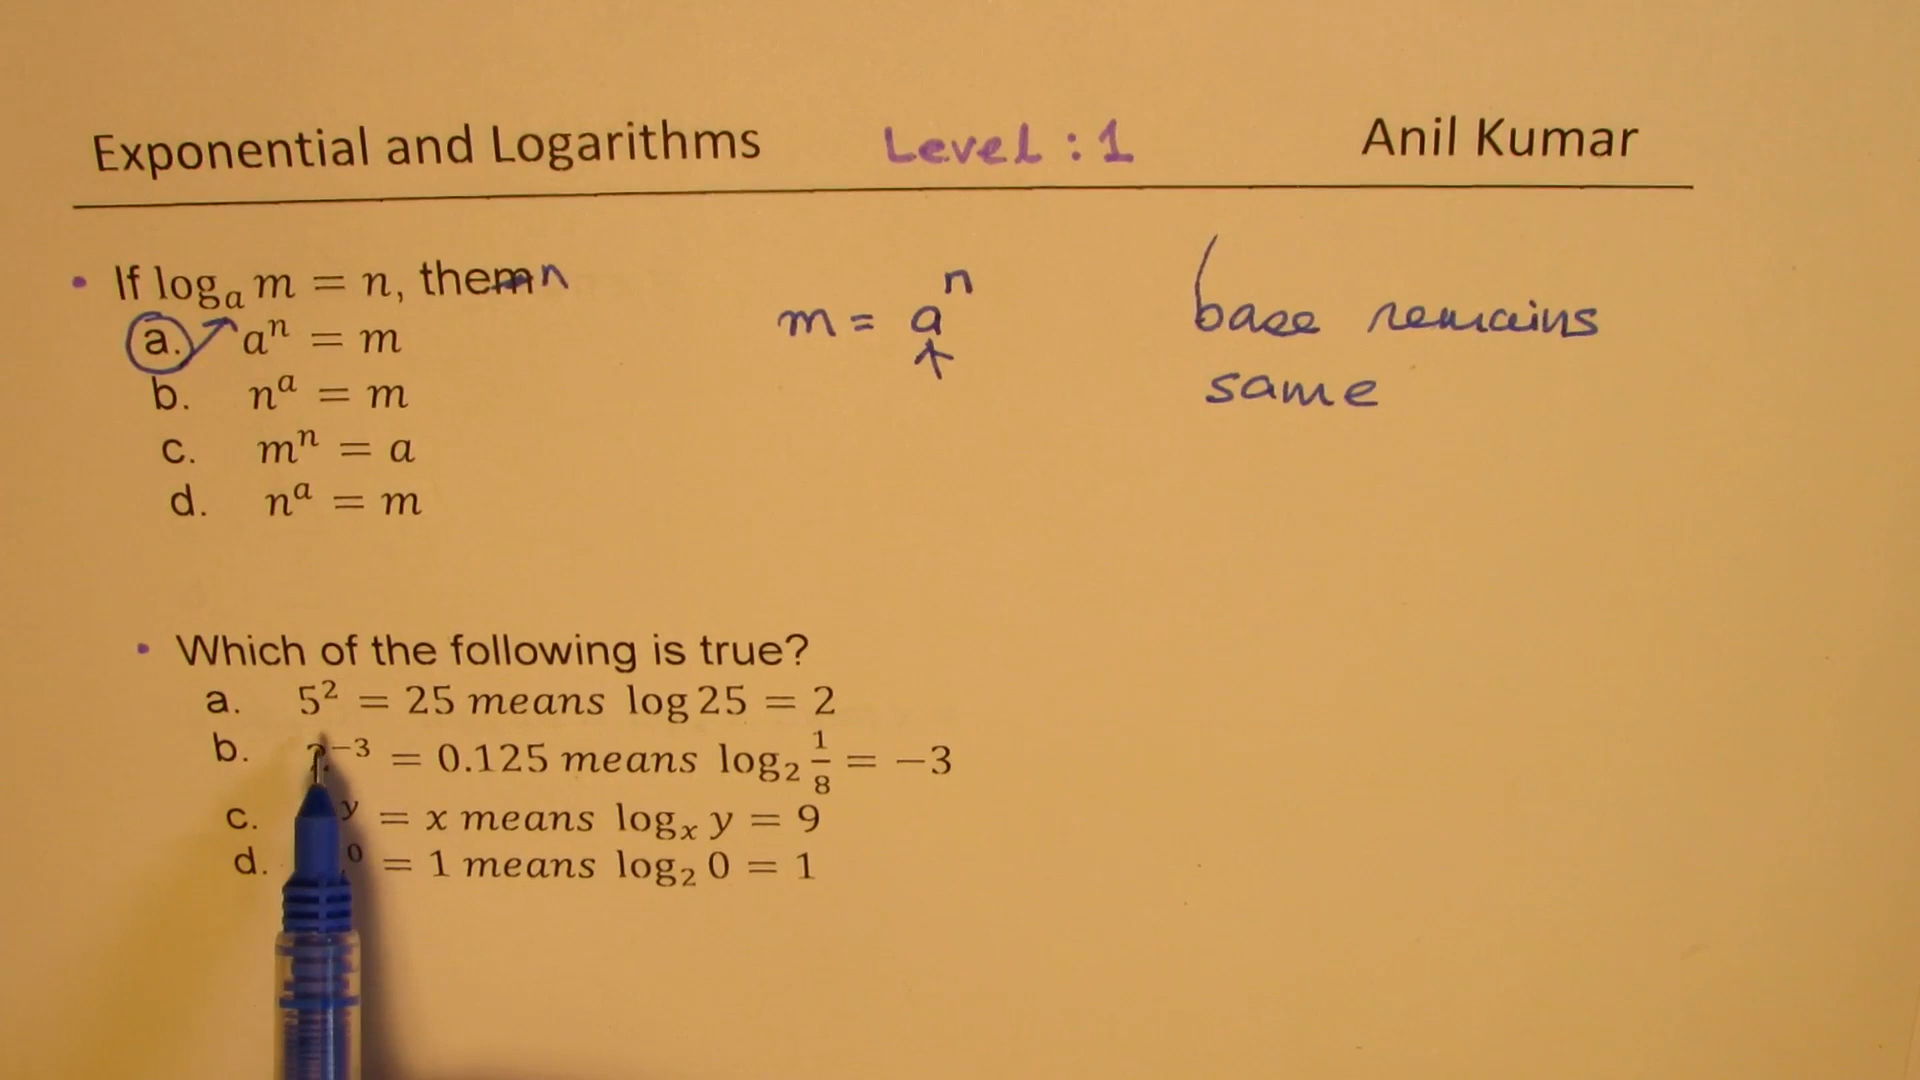 Exponential and Logarithms Level : 1 Anil Kumar
• If logₐ m = n, then n
a. aⁿ = m
b. nᵃ = m
c. mⁿ = a
d. nᵃ = m
m = aⁿ
base remains
same
• Which of the following is true?
a. 5² = 25 means log 25 = 2
b. ⁻³ = 0.125 means log₂ 1/8 = −3
c. ʸ = x means logₓ y = 9
d. ⁰ = 1 means log₂ 0 = 1